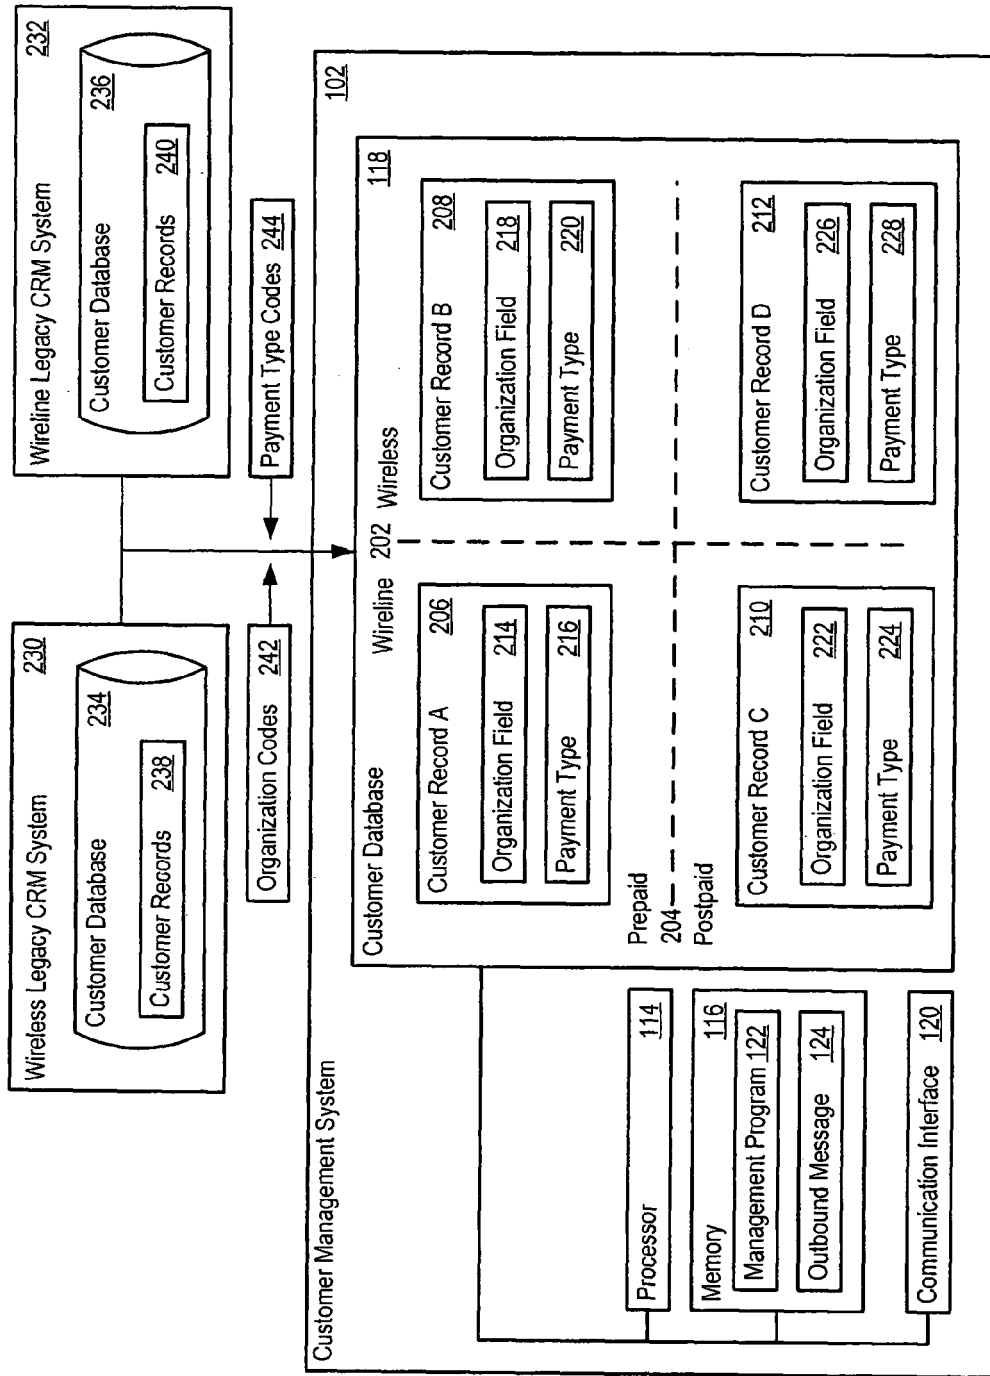 Wireless Legacy CRM System 230
Customer Database 234
Customer Records 238
Wireline Legacy CRM System 232
Customer Database 236
Customer Records 240
Organization Codes 242
Payment Type Codes 244
Customer Management System 102
Customer Database 118
Wireline 202 Wireless
Customer Record A 206
Organization Field 214
Payment Type 216
Customer Record B 208
Organization Field 218
Payment Type 220
Prepaid
204
Postpaid
Customer Record C 210
Organization Field 222
Payment Type 224
Customer Record D 212
Organization Field 226
Payment Type 228
Processor 114
Memory 116
Management Program 122
Outbound Message 124
Communication Interface 120